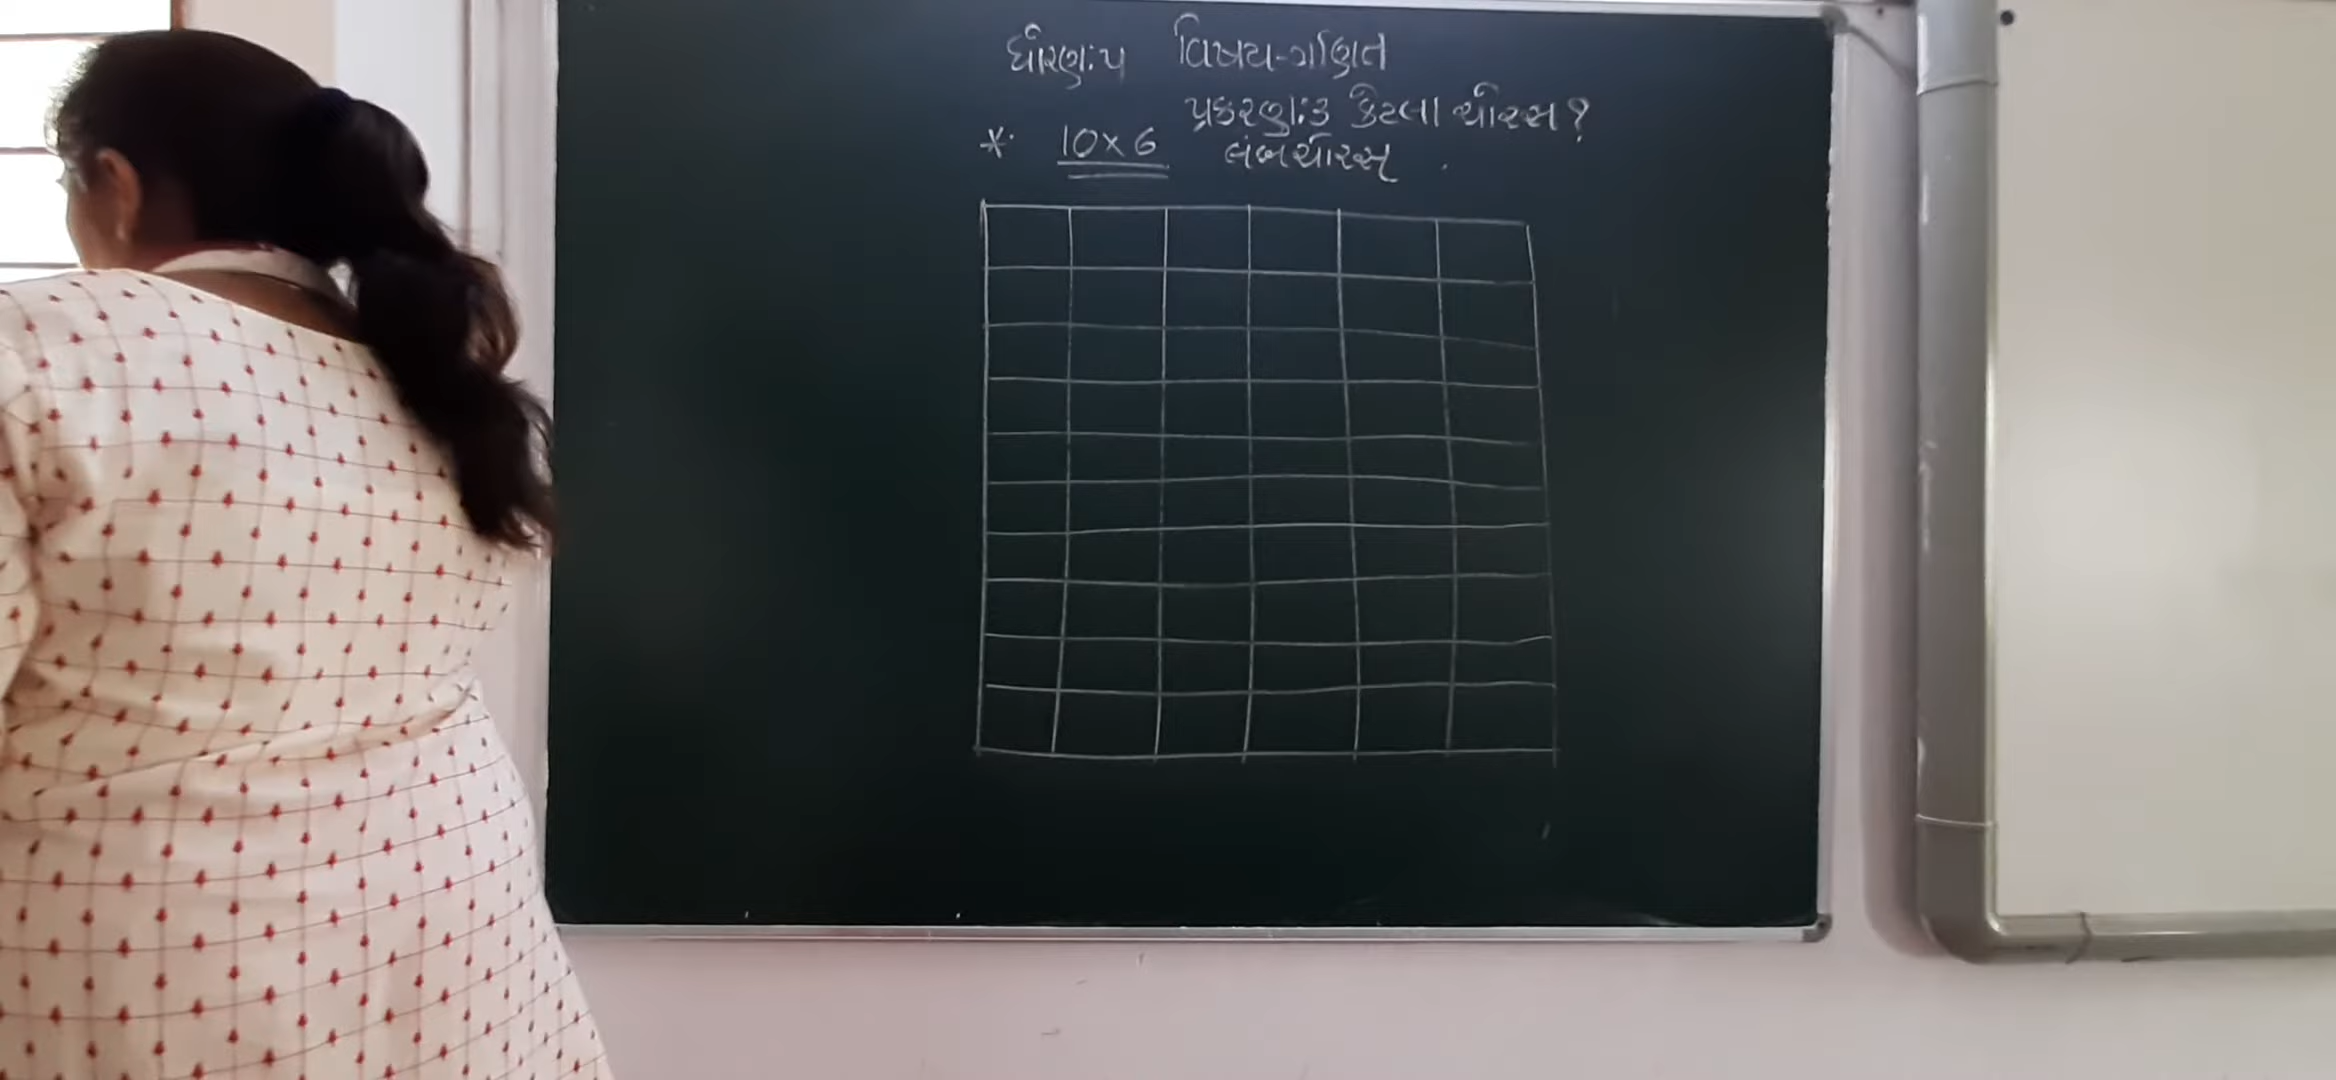 ધોરણ:૫ વિષય-ગણિત
પ્રકરણ:૩ કેટલા ચોરસ?
* 10×6 લંબચોરસ